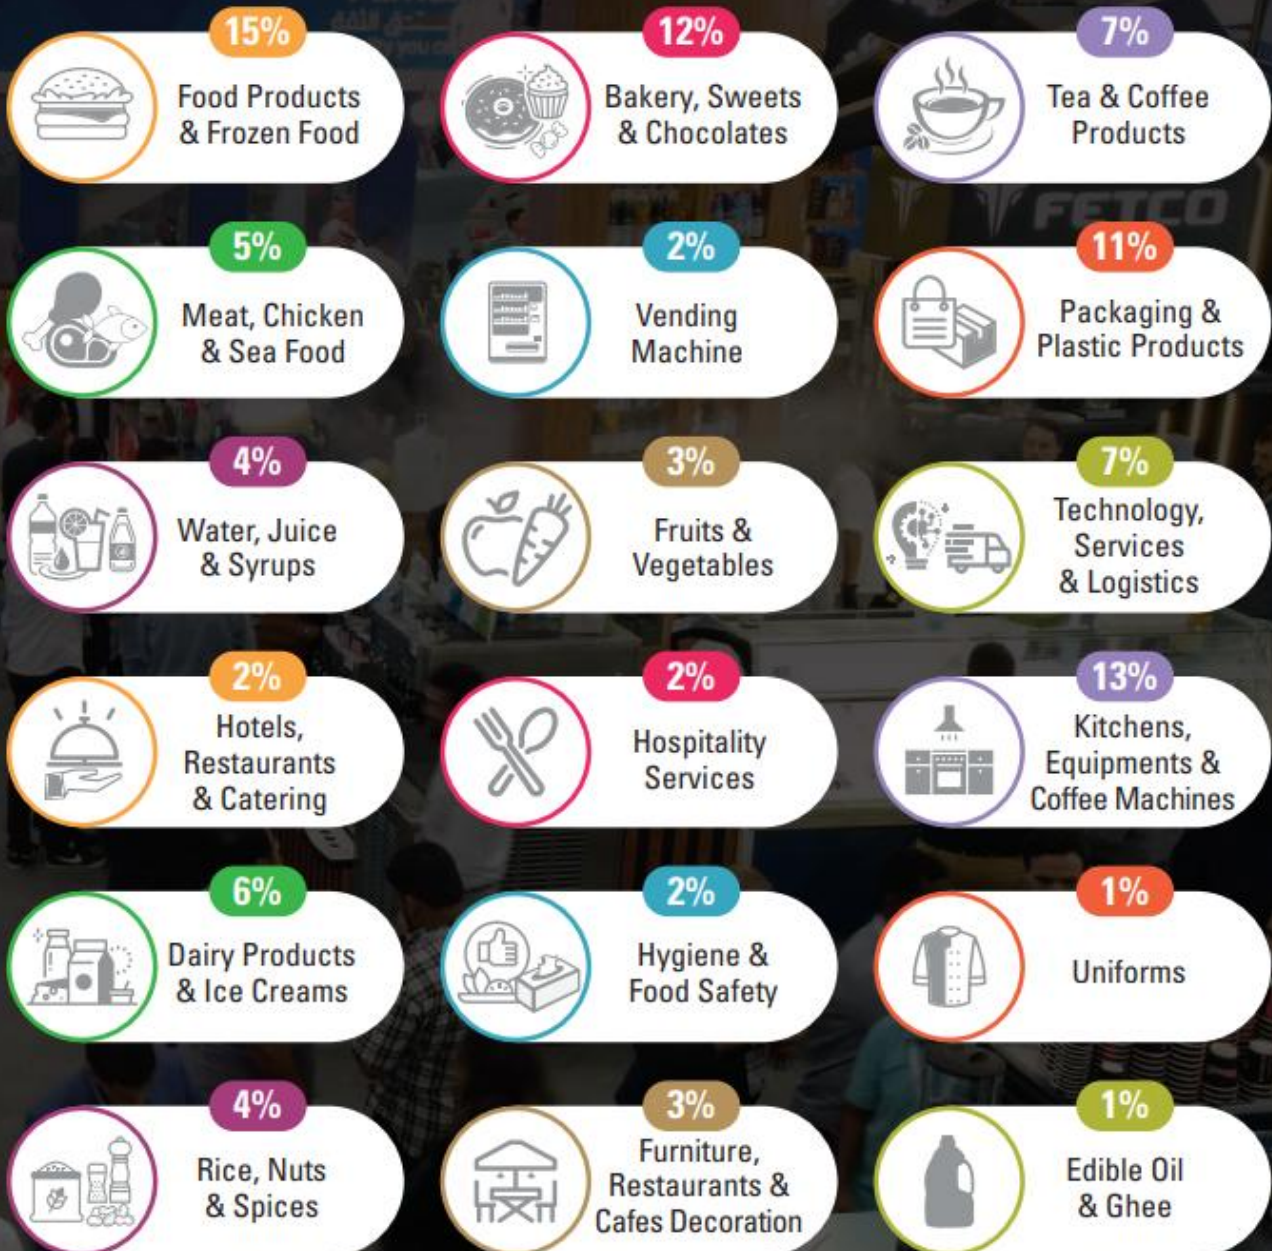 15%
Food Products
& Frozen Food
12%
Bakery, Sweets
& Chocolates
7%
Tea & Coffee
Products
FETCO
5%
Meat, Chicken
& Sea Food
2%
Vending
Machine
11%
Packaging &
Plastic Products
4%
Water, Juice
& Syrups
3%
Fruits &
Vegetables
7%
Technology,
Services
& Logistics
2%
Hotels,
Restaurants
& Catering
2%
Hospitality
Services
13%
Kitchens,
Equipments &
Coffee Machines
6%
Dairy Products
& Ice Creams
2%
Hygiene &
Food Safety
1%
Uniforms
4%
Rice, Nuts
& Spices
3%
Furniture,
Restaurants &
Cafes Decoration
1%
Edible Oil
& Ghee